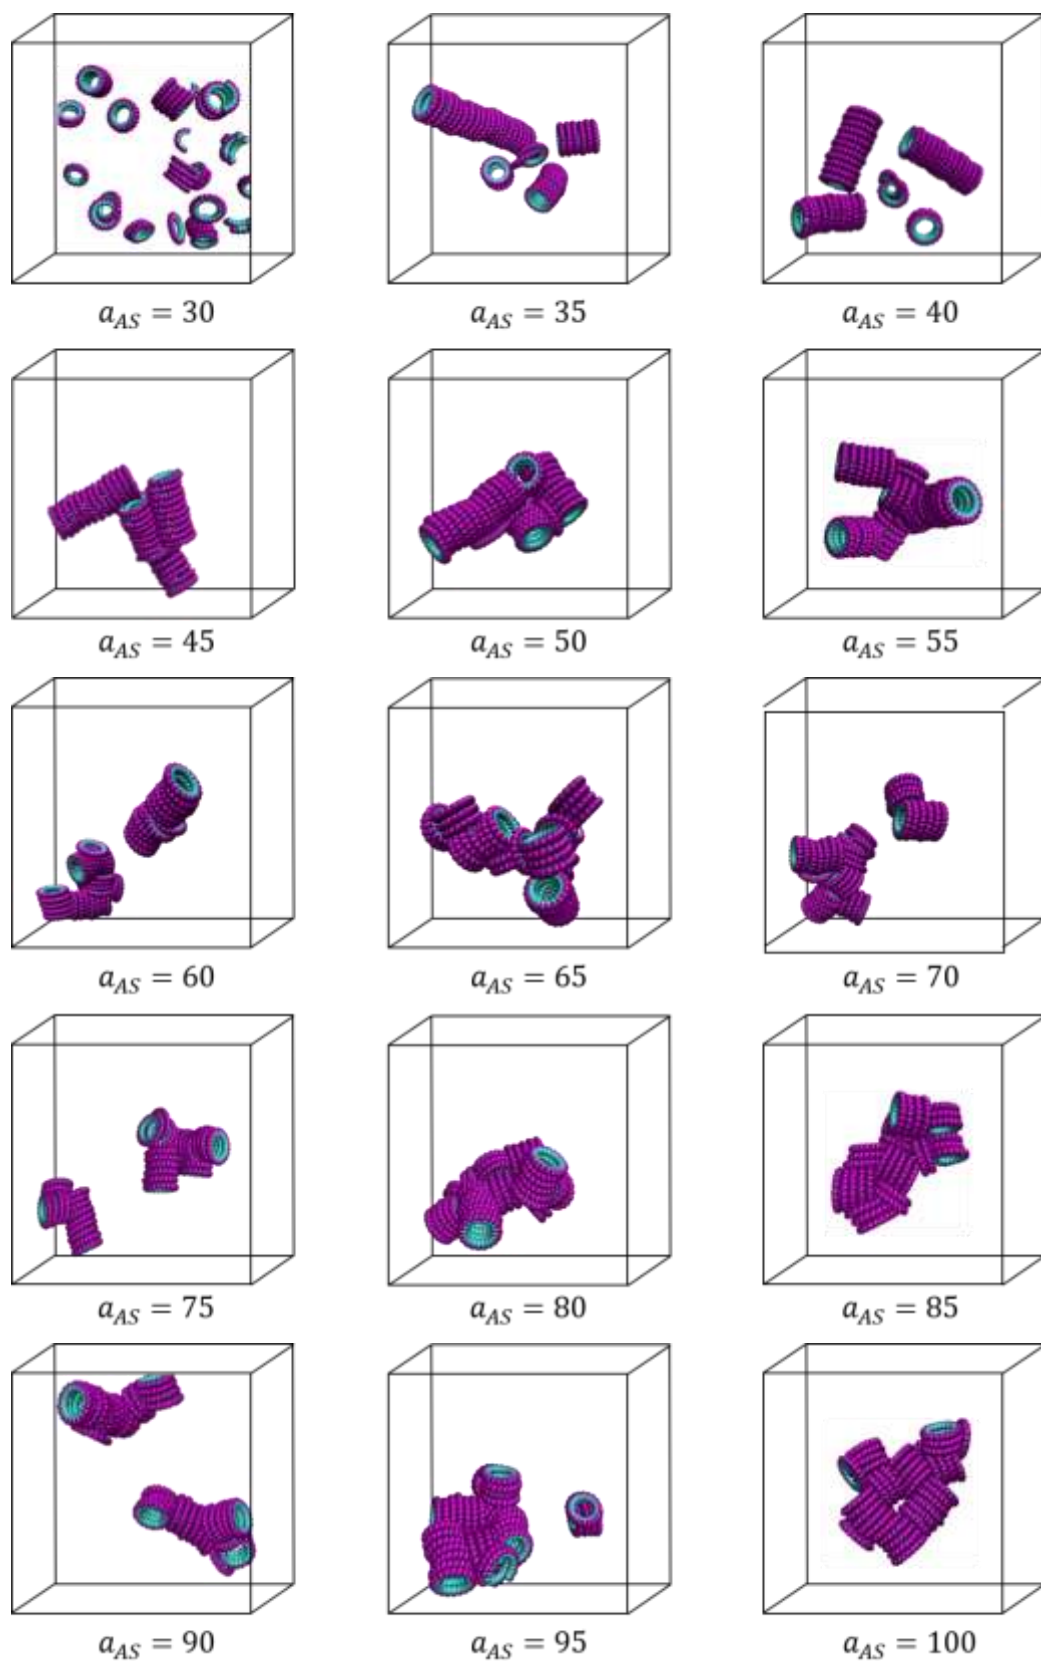 a_AS = 30
a_AS = 35
a_AS = 40
a_AS = 45
a_AS = 50
a_AS = 55
a_AS = 60
a_AS = 65
a_AS = 70
a_AS = 75
a_AS = 80
a_AS = 85
a_AS = 90
a_AS = 95
a_AS = 100